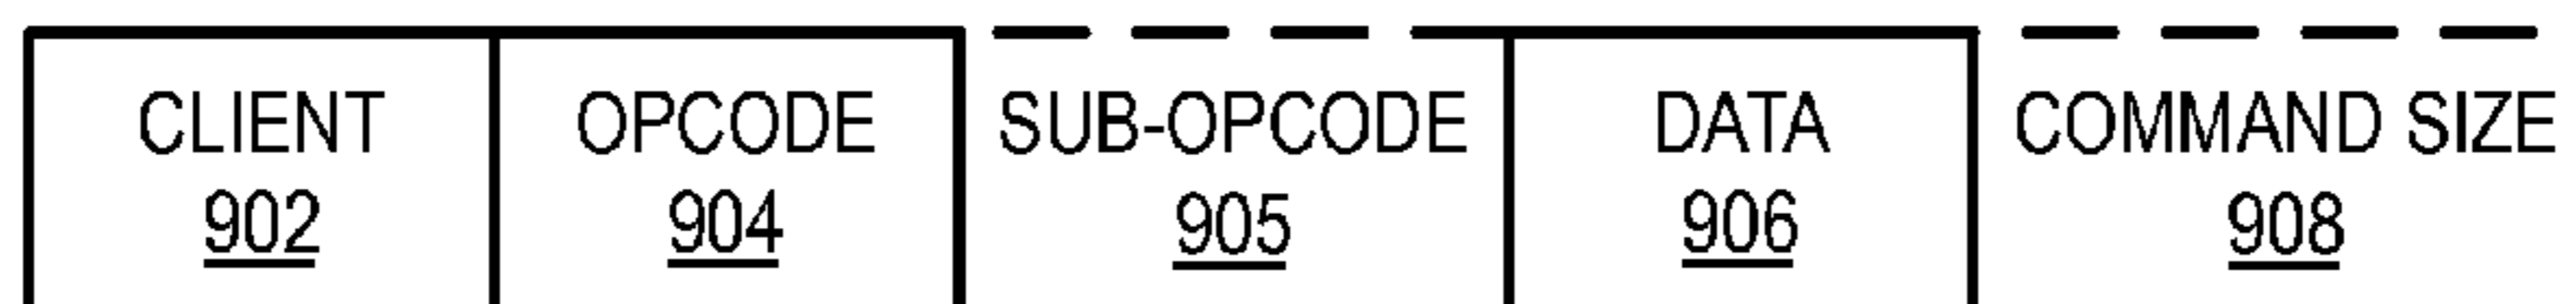 CLIENT OPCODE SUB-OPCODE DATA COMMAND SIZE
902 904 905 906 908